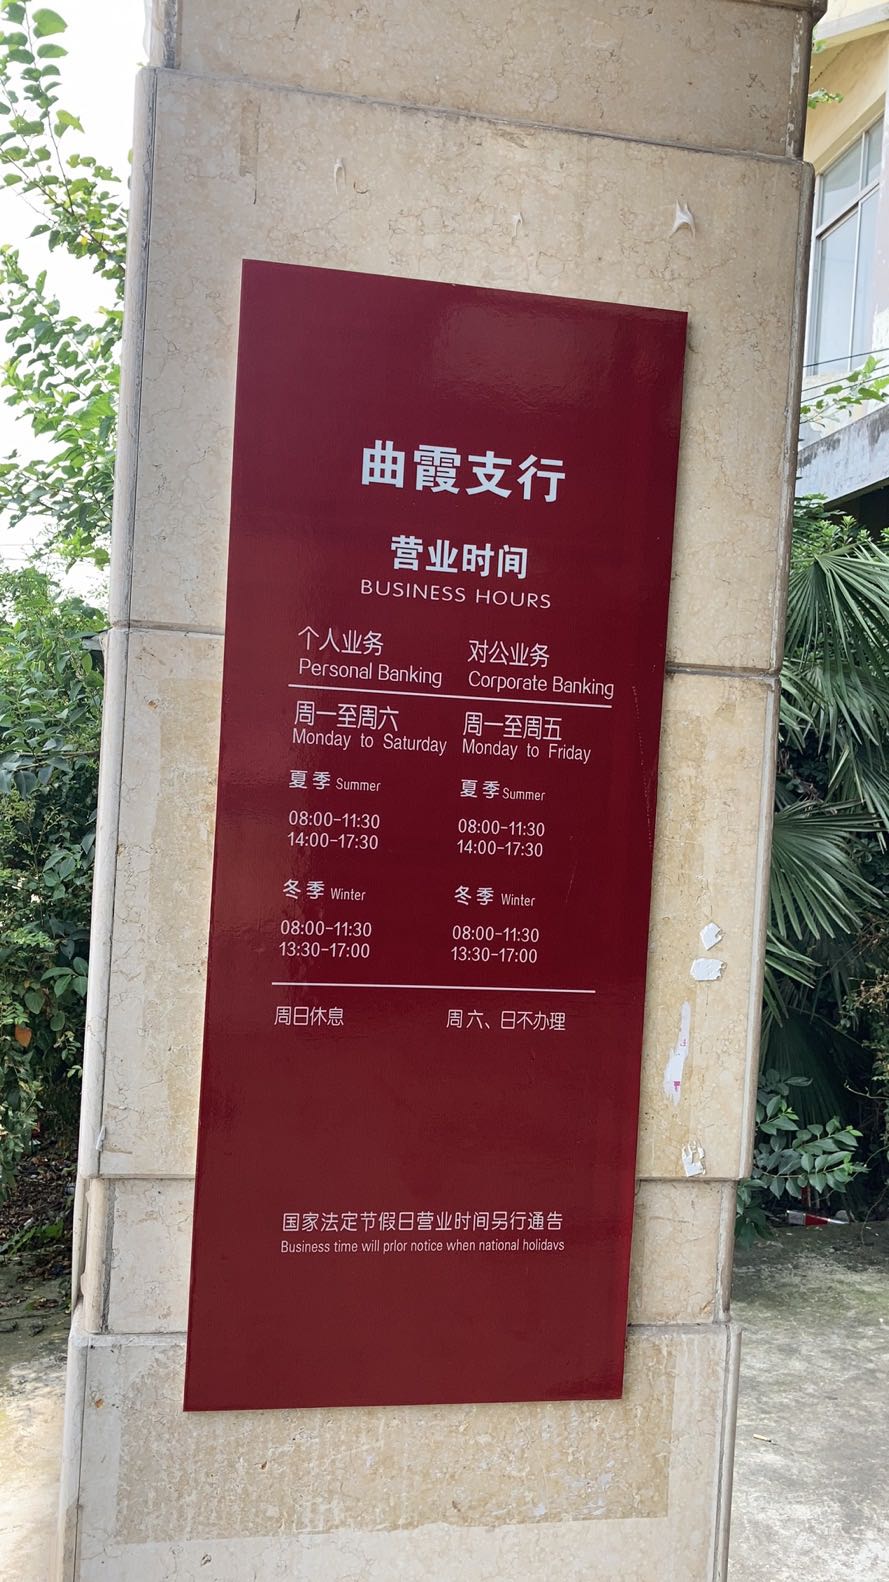 曲霞支行
营业时间
BUSINESS HOURS
个人业务 对公业务
Personal Banking Corporate Banking
周一至周六 周一至周五
Monday to Saturday Monday to Friday
夏季 Summer 夏季 Summer
08:00-11:30 08:00-11:30
14:00-17:30 14:00-17:30
冬季 Winter 冬季 Winter
08:00-11:30 08:00-11:30
13:30-17:00 13:30-17:00
周日休息 周六、日不办理
国家法定节假日营业时间另行通告
Business time will prlor notice when national holidavs